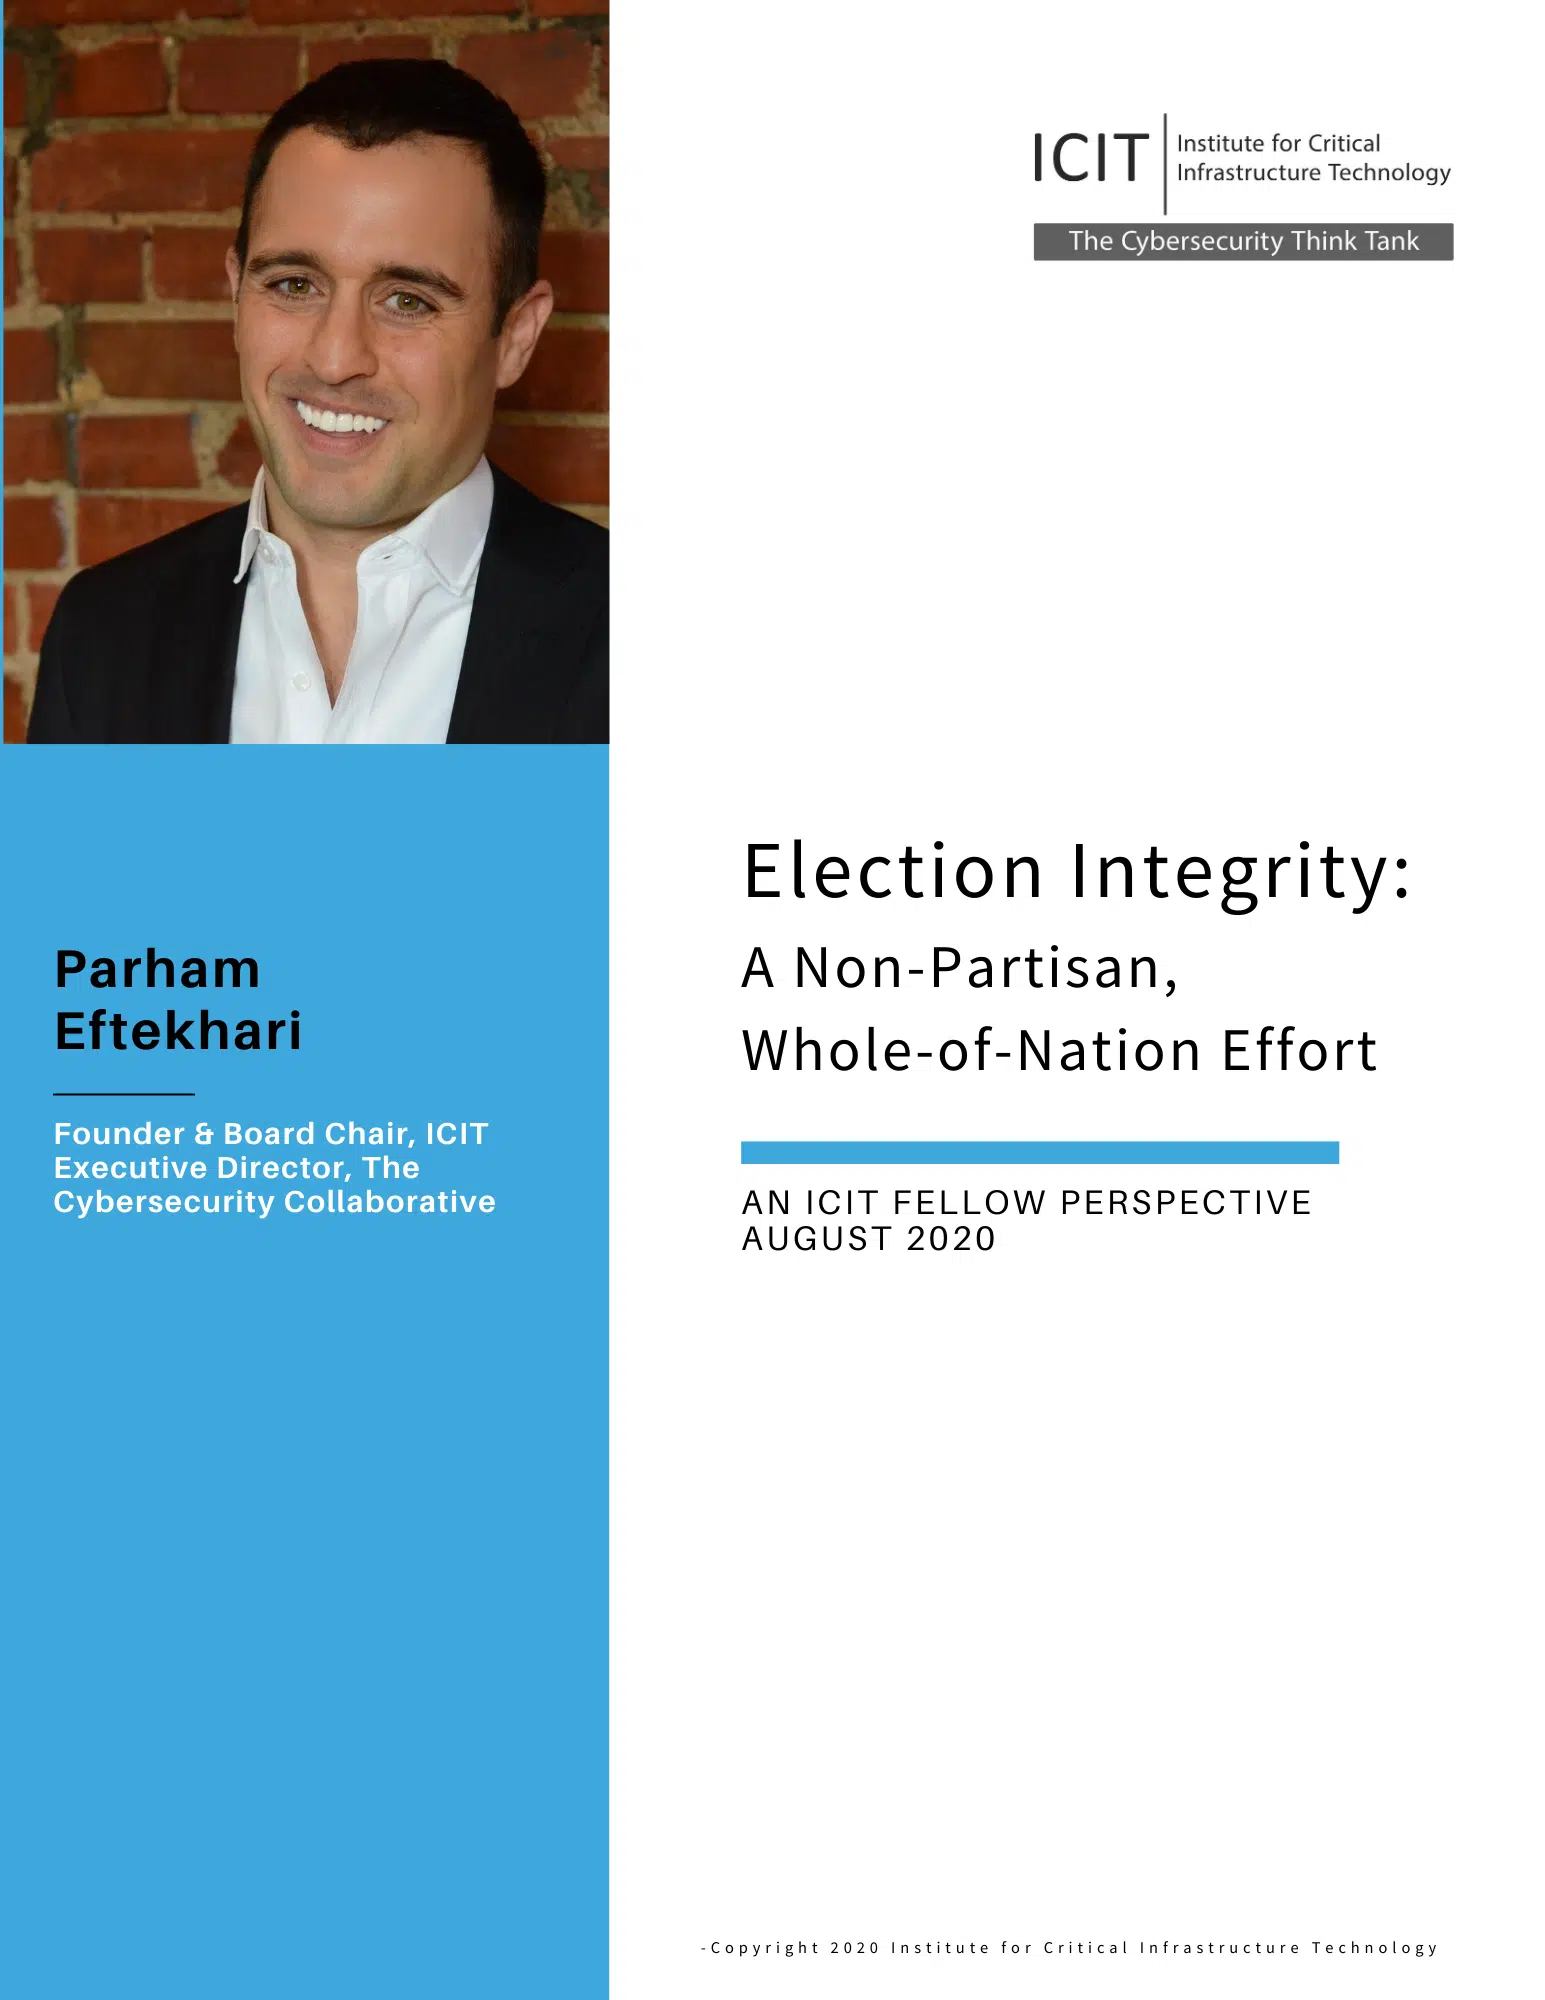 ICIT
Institute for Critical
Infrastructure Technology
The Cybersecurity Think Tank
Parham
Eftekhari
Founder & Board Chair, ICIT
Executive Director, The
Cybersecurity Collaborative
Election Integrity:
A Non-Partisan,
Whole-of-Nation Effort
AN ICIT FELLOW PERSPECTIVE
AUGUST 2020
-Copyright 2020 Institute for Critical Infrastructure Technology